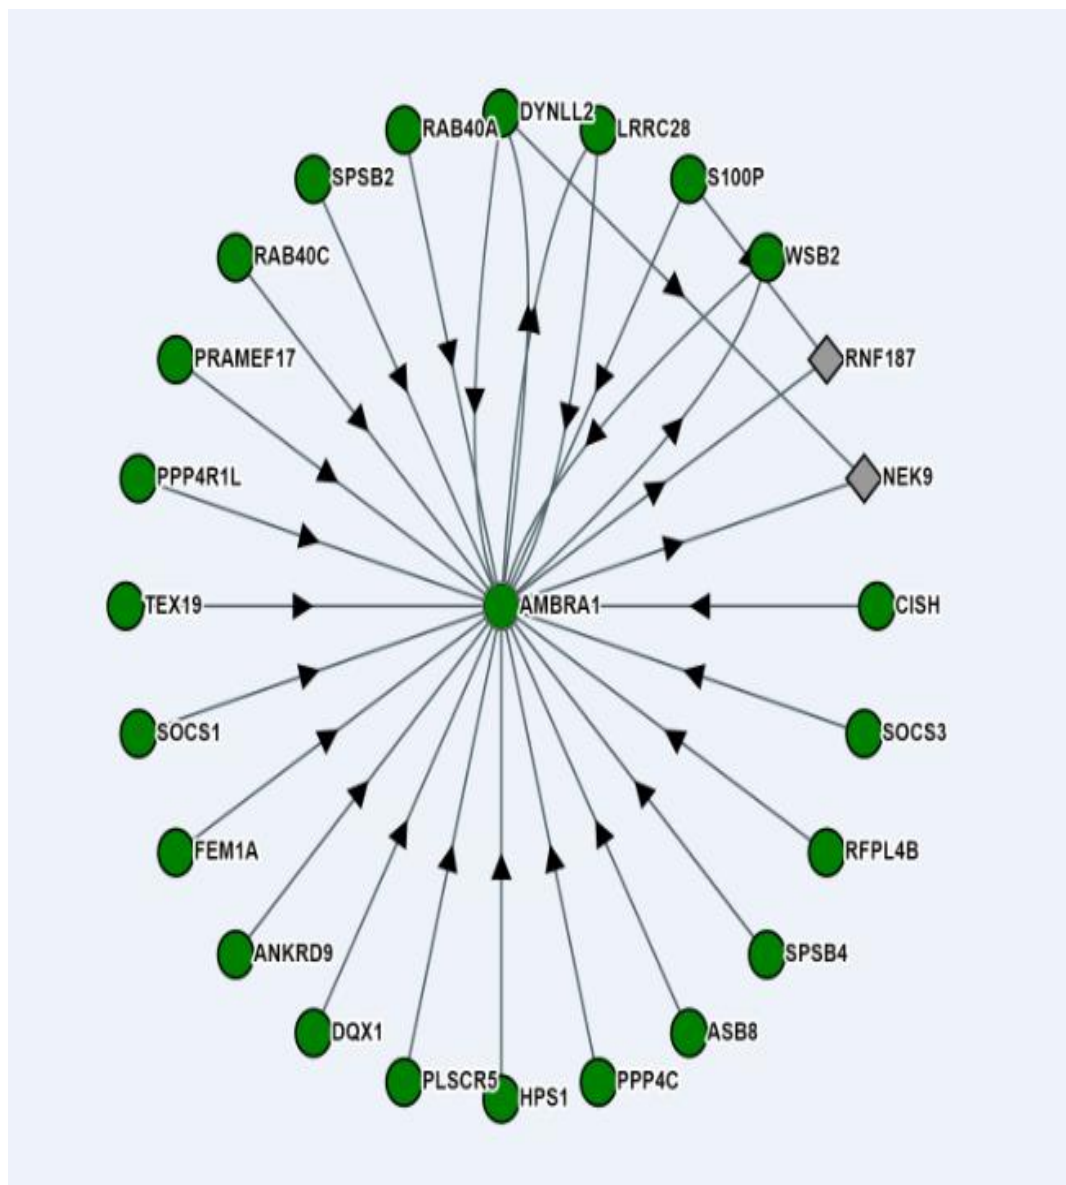 DYNLL2
RAB40A
LRRC28
SPSB2
S100P
RAB40C
WSB2
PRAMEF17
RNF187
PPP4R1L
NEK9
TEX19
AMBRA1
CISH
SOCS1
SOCS3
FEM1A
RFPL4B
ANKRD9
SPSB4
DQX1
ASB8
PLSCR5
PPP4C
HPS1